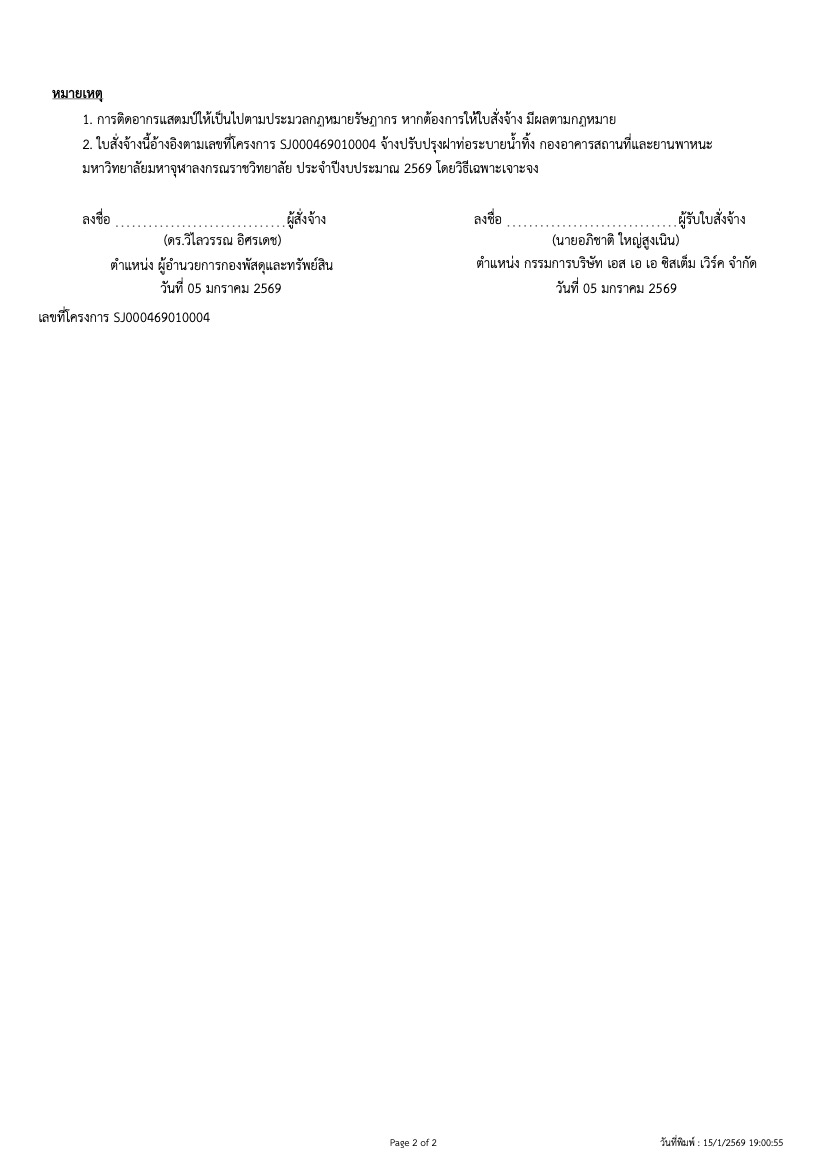 หมายเหตุ
1. การติดอากรแสตมป์ให้เป็นไปตามประมวลกฎหมายรัษฎากร หากต้องการให้ใบสั่งจ้าง มีผลตามกฎหมาย
2. ใบสั่งจ้างนี้อ้างอิงตามเลขที่โครงการ SJ000469010004 จ้างปรับปรุงฝาท่อระบายน้ำทิ้ง กองอาคารสถานที่และยานพาหนะ
มหาวิทยาลัยมหาจุฬาลงกรณราชวิทยาลัย ประจำปีงบประมาณ 2569 โดยวิธีเฉพาะเจาะจง
ลงชื่อ ................................ผู้สั่งจ้าง ลงชื่อ ................................ผู้รับใบสั่งจ้าง
(ดร.วิไลวรรณ อิศรเดช) (นายอภิชาติ ใหญ่สูงเนิน)
ตำแหน่ง ผู้อำนวยการกองพัสดุและทรัพย์สิน ตำแหน่ง กรรมการบริษัท เอส เอ เอ ซิสเต็ม เวิร์ค จำกัด
วันที่ 05 มกราคม 2569 วันที่ 05 มกราคม 2569
เลขที่โครงการ SJ000469010004
Page 2 of 2 วันที่พิมพ์ : 15/1/2569 19:00:55